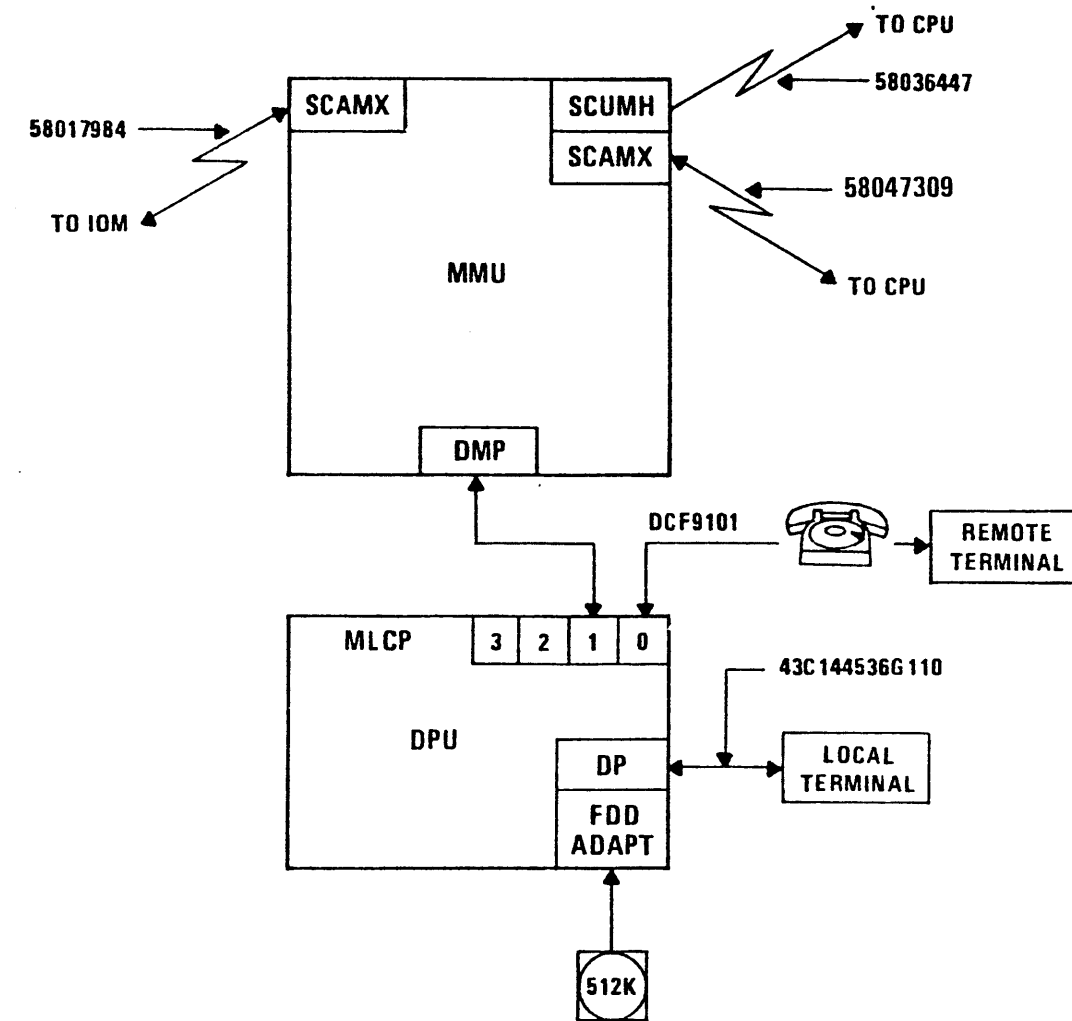 TO CPU
58036447
SCAMX
SCUMH
58017984
SCAMX
58047309
TO IOM
MMU
TO CPU
DMP
DCF9101
REMOTE
TERMINAL
MLCP
3 2 1 0
43C144536G110
DPU
DP
LOCAL
TERMINAL
FDD
ADAPT
512K